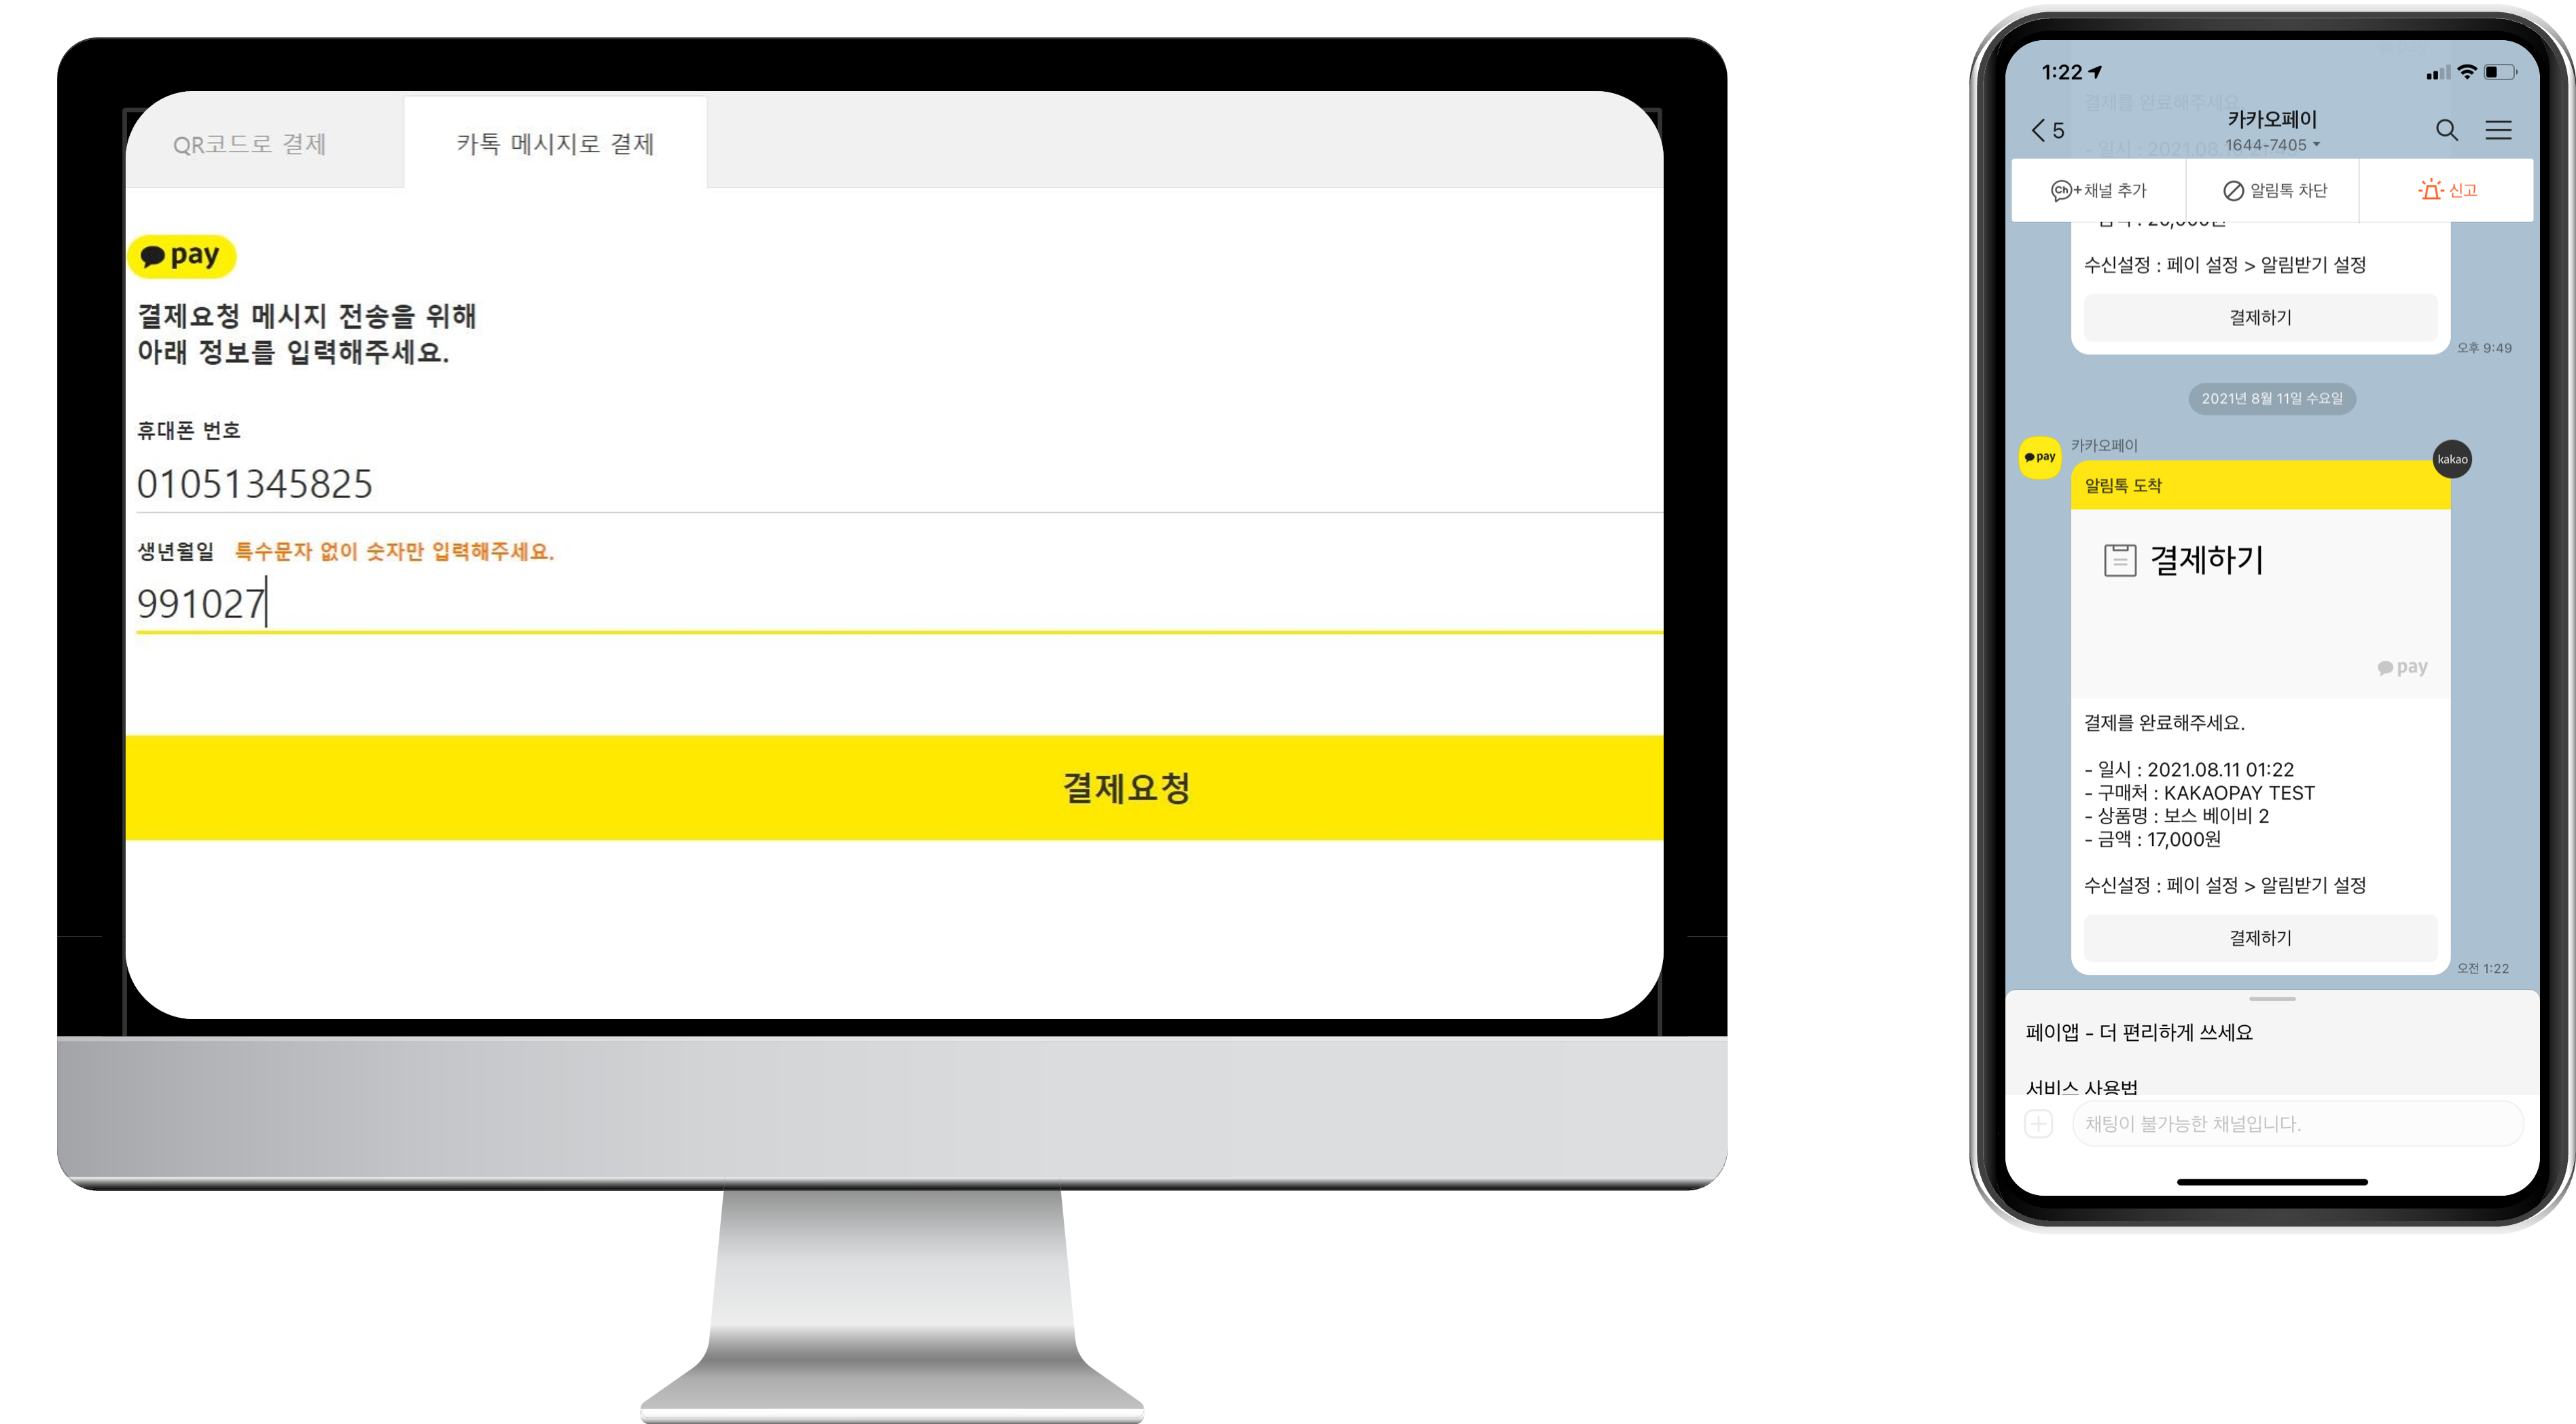 QR코드로 결제
카톡 메시지로 결제
pay
결제요청 메시지 전송을 위해
아래 정보를 입력해주세요.
휴대폰 번호
01051345825
생년월일 특수문자 없이 숫자만 입력해주세요.
991027
결제요청
1:22
결제를 완료해주세요
5
카카오페이
1644-7405
Ch+ 채널 추가
알림톡 차단
신고
수신설정 : 페이 설정 > 알림받기 설정
결제하기
오후 9:49
2021년 8월 11일 수요일
pay
카카오페이
kakao
알림톡 도착
결제하기
pay
결제를 완료해주세요.
- 일시 : 2021.08.11 01:22
- 구매처 : KAKAOPAY TEST
- 상품명 : 보스 베이비 2
- 금액 : 17,000원
수신설정 : 페이 설정 > 알림받기 설정
결제하기
오전 1:22
페이앱 - 더 편리하게 쓰세요
서비스 사용법
채팅이 불가능한 채널입니다.